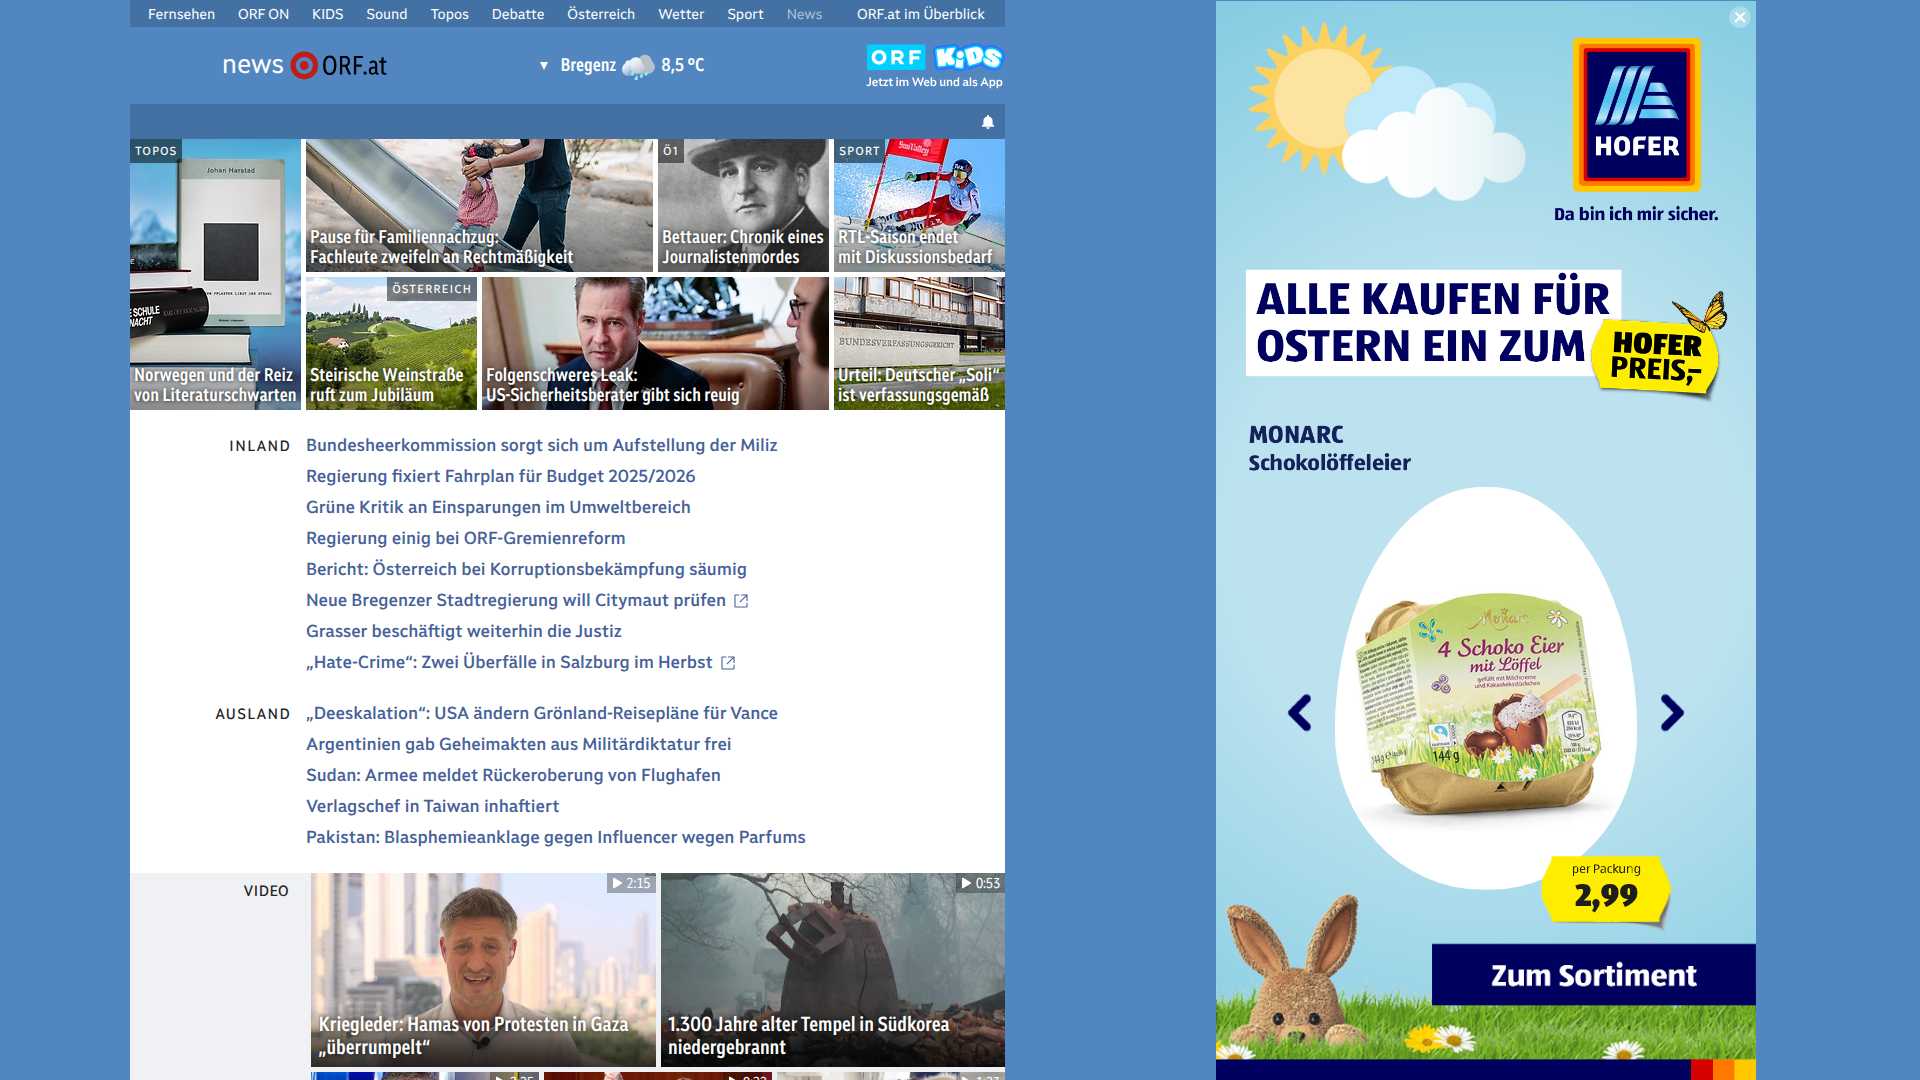 Fernsehen ORF ON KIDS Sound Topos Debatte Österreich Wetter Sport News ORF.at im Überblick
news ORF.at
Bregenz 8,5 °C
ORF KiDS
Jetzt im Web und als App
TOPOS
Johan Harstad
Norwegen und der Reiz
von Literaturschwarten
Pause für Familiennachzug:
Fachleute zweifeln an Rechtmäßigkeit
Ö1
Bettauer: Chronik eines
Journalistenmordes
SPORT
RTL-Saison endet
mit Diskussionsbedarf
ÖSTERREICH
Steirische Weinstraße
ruft zum Jubiläum
Folgenschweres Leak:
US-Sicherheitsberater gibt sich reuig
BUNDESVERFASSUNGSGERICHT
Urteil: Deutscher „Soli“
ist verfassungsgemäß
INLAND
Bundesheerkommission sorgt sich um Aufstellung der Miliz
Regierung fixiert Fahrplan für Budget 2025/2026
Grüne Kritik an Einsparungen im Umweltbereich
Regierung einig bei ORF-Gremienreform
Bericht: Österreich bei Korruptionsbekämpfung säumig
Neue Bregenzer Stadtregierung will Citymaut prüfen
Grasser beschäftigt weiterhin die Justiz
„Hate-Crime“: Zwei Überfälle in Salzburg im Herbst
AUSLAND
„Deeskalation“: USA ändern Grönland-Reisepläne für Vance
Argentinien gab Geheimakten aus Militärdiktatur frei
Sudan: Armee meldet Rückeroberung von Flughafen
Verlagschef in Taiwan inhaftiert
Pakistan: Blasphemieanklage gegen Influencer wegen Parfums
VIDEO
2:15
Kriegleder: Hamas von Protesten in Gaza
„überrumpelt“
0:53
1.300 Jahre alter Tempel in Südkorea
niedergebrannt
HOFER
Da bin ich mir sicher.
ALLE KAUFEN FÜR
OSTERN EIN ZUM
HOFER
PREIS,–
MONARC
Schokolöffeleier
Monarc
4 Schoko Eier
mit Löffel
gefüllt mit Milchcreme
und Kakaokeksstückchen
144 g
per Packung
2,99
Zum Sortiment